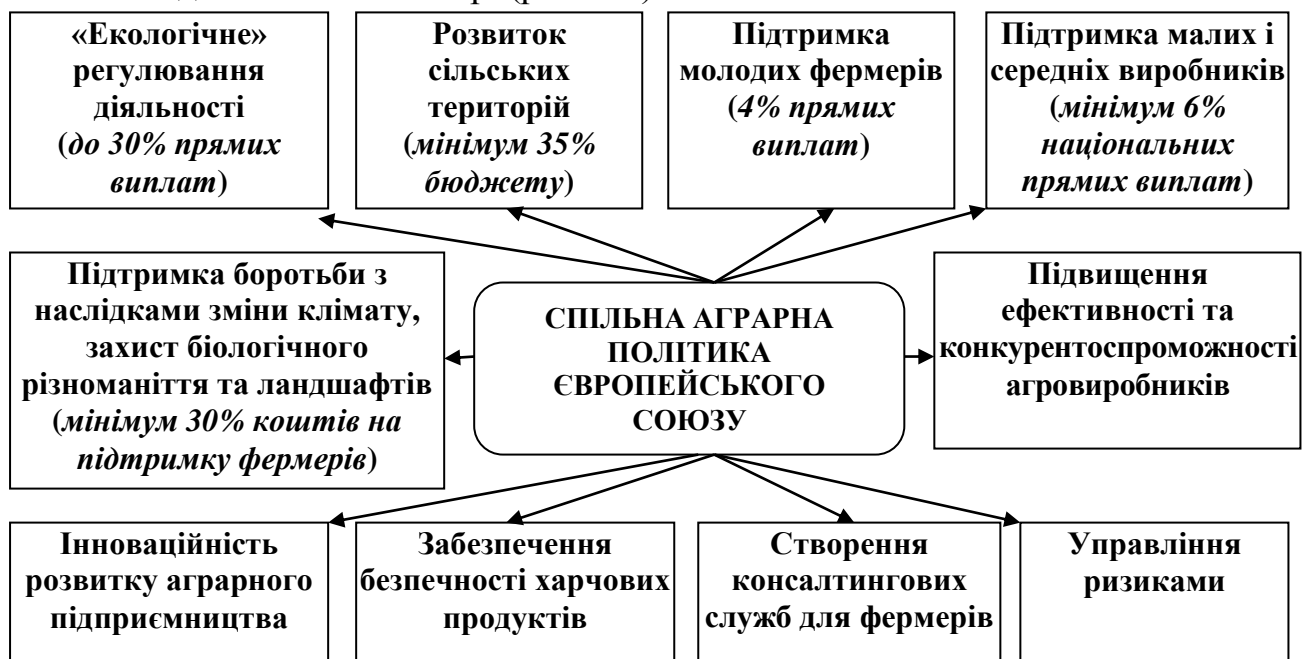 «Екологічне»
регулювання
діяльності
(до 30% прямих
виплат)
Розвиток
сільських
територій
(мінімум 35%
бюджету)
Підтримка
молодих фермерів
(4% прямих
виплат)
Підтримка малих і
середніх виробників
(мінімум 6%
національних
прямих виплат)
Підтримка боротьби з
наслідками зміни клімату,
захист біологічного
різноманіття та ландшафтів
(мінімум 30% коштів на
підтримку фермерів)
СПІЛЬНА АГРАРНА
ПОЛІТИКА
ЄВРОПЕЙСЬКОГО
СОЮЗУ
Підвищення
ефективності та
конкурентоспроможності
агровиробників
Інноваційність
розвитку аграрного
підприємництва
Забезпечення
безпечності харчових
продуктів
Створення
консалтингових
служб для фермерів
Управління
ризиками